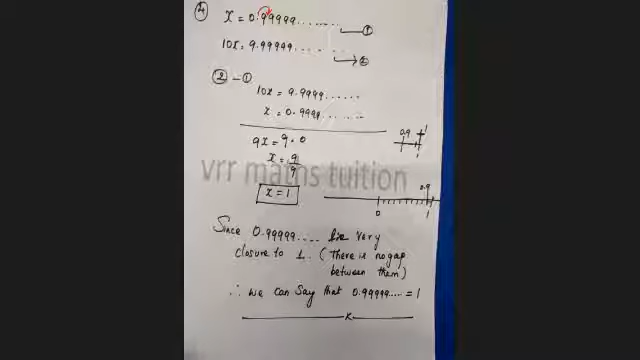 4
x = 0.99999........ ①
10x = 9.99999........ ②
② - ①
10x = 9.9999......
x = 0.9999........
9x = 9.0
x = 9/9
vrr maths tuition
x = 1
0.9 1
1
0.9
0 1
Since 0.99999.... lie very
closure to 1. (There is no gap
between them)
∴ we can say that 0.99999.... = 1
x